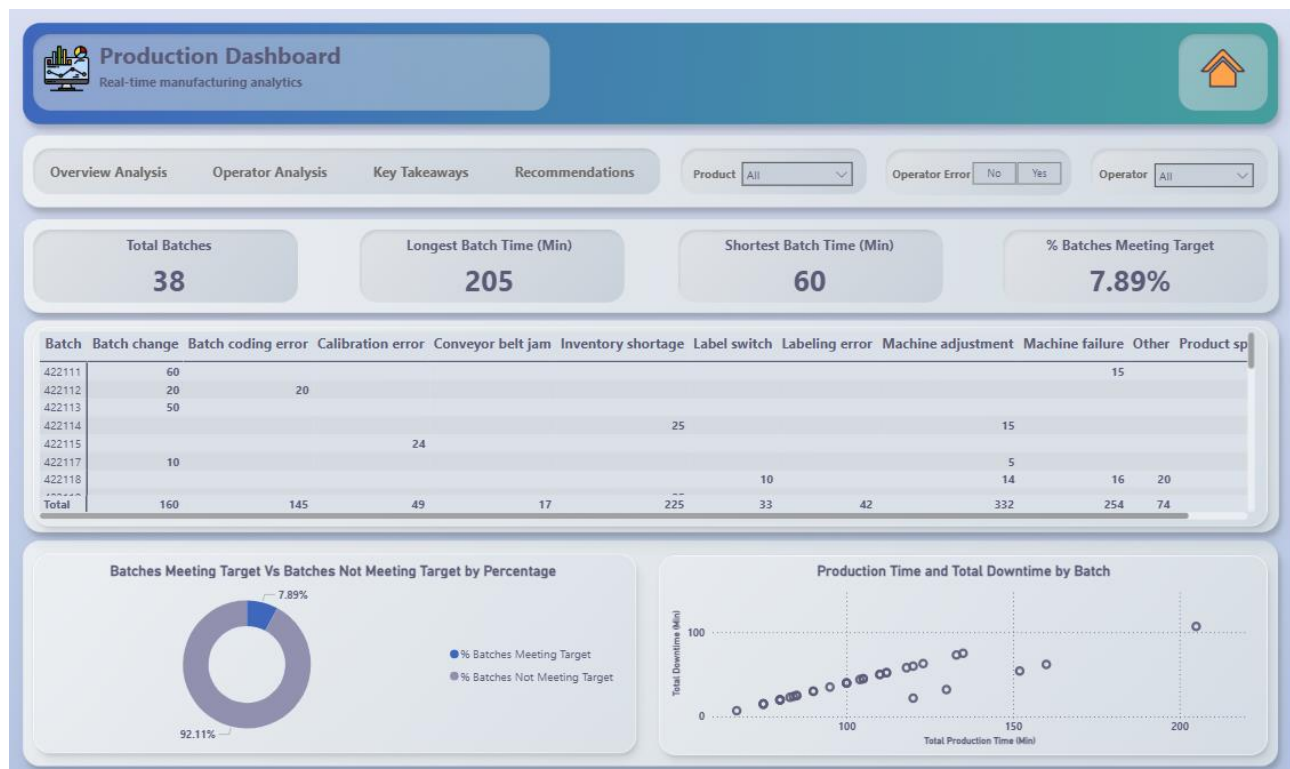 Production Dashboard
Real-time manufacturing analytics
Overview Analysis Operator Analysis Key Takeaways Recommendations Product All Operator Error No Yes Operator All
Total Batches Longest Batch Time (Min) Shortest Batch Time (Min) % Batches Meeting Target
38 205 60 7.89%
Batch Batch change Batch coding error Calibration error Conveyor belt jam Inventory shortage Label switch Labeling error Machine adjustment Machine failure Other Product sp
422111 60 15
422112 20 20
422113 50
422114 25 15
422115 24
422117 10 5
422118 10 14 16 20
Total 160 145 49 17 225 33 42 332 254 74
Batches Meeting Target Vs Batches Not Meeting Target by Percentage
7.89%
% Batches Meeting Target
% Batches Not Meeting Target
92.11%
Production Time and Total Downtime by Batch
Total Downtime (Min)
100
0
100 150 200
Total Production Time (Min)